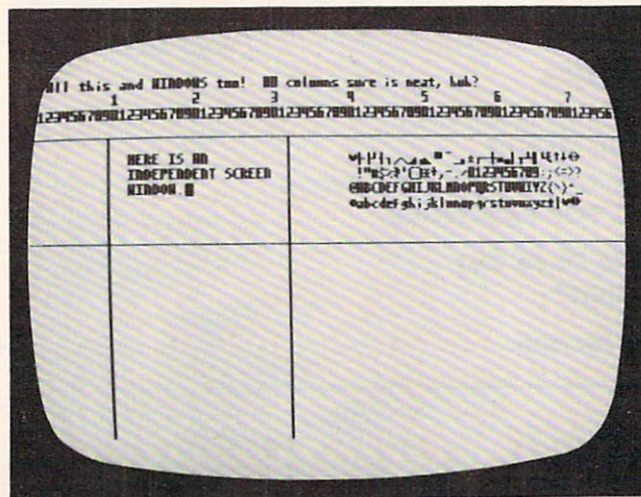 All this and WINDOWS too! 80 columns sure is neat, huh?
1 2 3 4 5 6 7
1234567890123456789012345678901234567890123456789012345678901234567890123456
HERE IS AN
INDEPENDENT SCREEN
WINDOW.
!"#$%&'()*+,-./0123456789:;<=>?
@ABCDEFGHIJKLMNOPQRSTUVWXYZ[\]^_
abcdefghijklmnopqrstuvwxyz